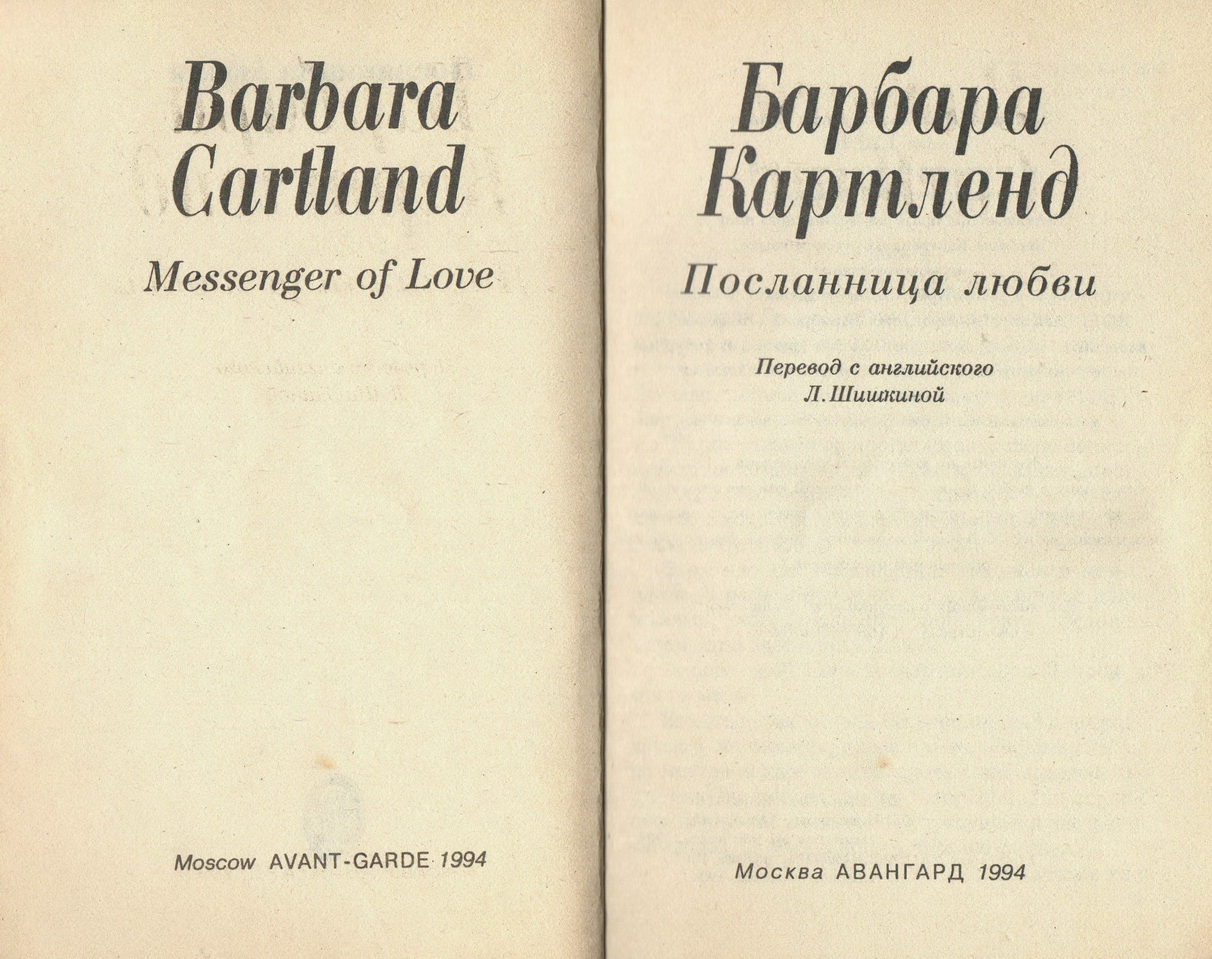 Barbara
Cartland
Messenger of Love
Moscow AVANT-GARDE 1994
Барбара
Картленд
Посланница любви
Перевод с английского
Л.Шишкиной
Москва АВАНГАРД 1994